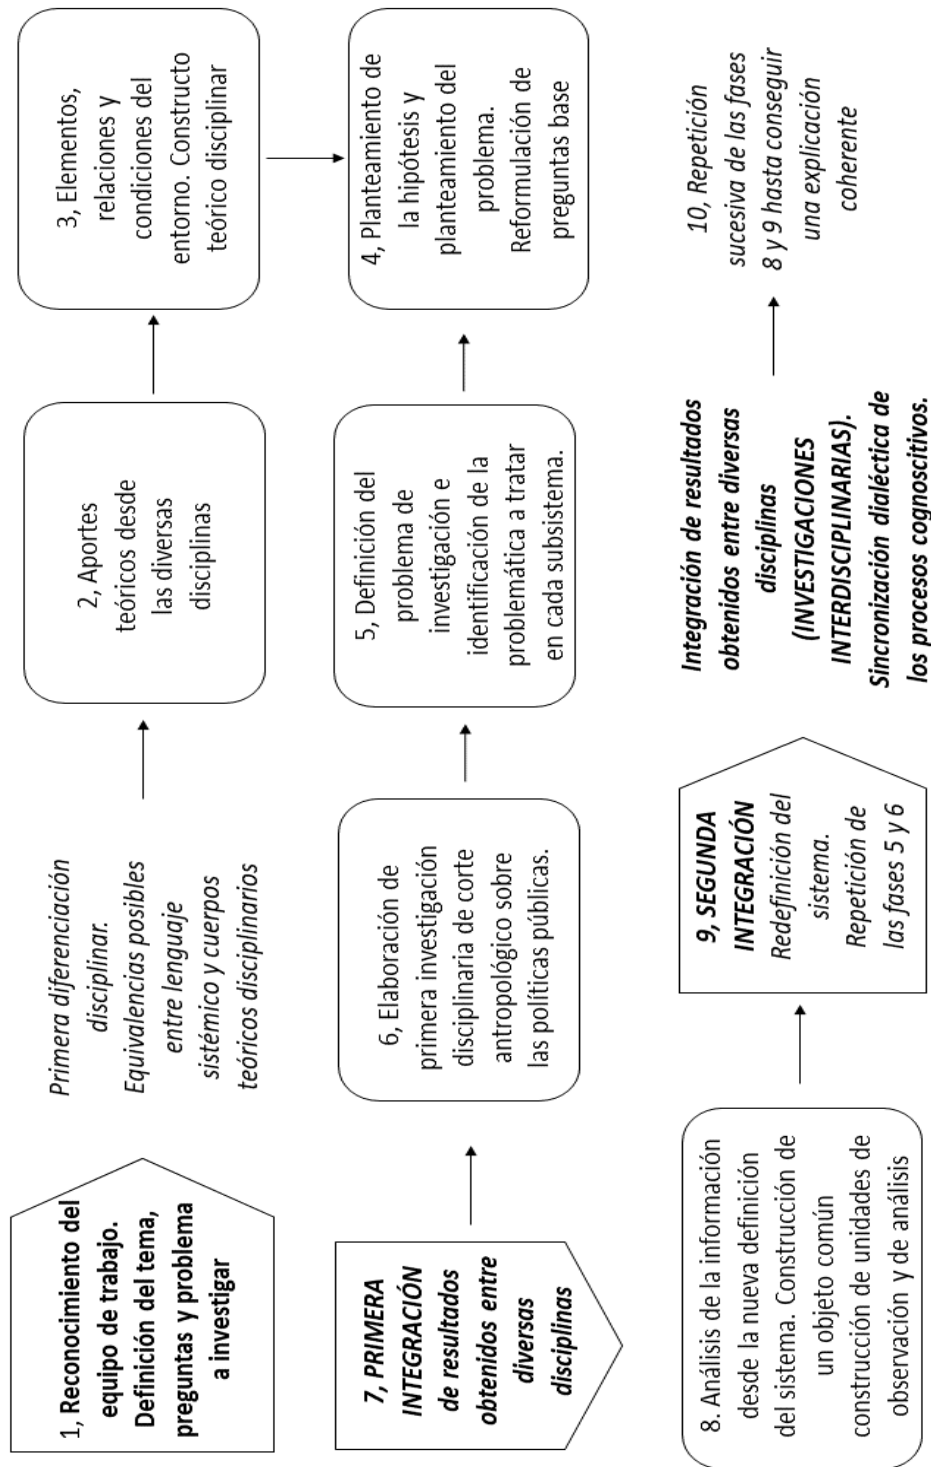 1, Reconocimiento del
equipo de trabajo.
Definición del tema,
preguntas y problema
a investigar
Primera diferenciación
disciplinar.
Equivalencias posibles
entre lenguaje
sistémico y cuerpos
teóricos disciplinarios
2, Aportes
teóricos desde
las diversas
disciplinas
3, Elementos,
relaciones y
condiciones del
entorno. Constructo
teórico disciplinar
4, Planteamiento de
la hipótesis y
planteamiento del
problema.
Reformulación de
preguntas base
5, Definición del
problema de
investigación e
identificación de la
problemática a tratar
en cada subsistema.
6, Elaboración de
primera investigación
disciplinaria de corte
antropológico sobre
las políticas públicas.
7, PRIMERA
INTEGRACIÓN
de resultados
obtenidos entre
diversas
disciplinas
8. Análisis de la información
desde la nueva definición
del sistema. Construcción de
un objeto común
construcción de unidades de
observación y de análisis
9, SEGUNDA
INTEGRACIÓN
Redefinición del
sistema.
Repetición de
las fases 5 y 6
Integración de resultados
obtenidos entre diversas
disciplinas
(INVESTIGACIONES
INTERDISCIPLINARIAS).
Sincronización dialéctica de
los procesos cognoscitivos.
10, Repetición
sucesiva de las fases
8 y 9 hasta conseguir
una explicación
coherente